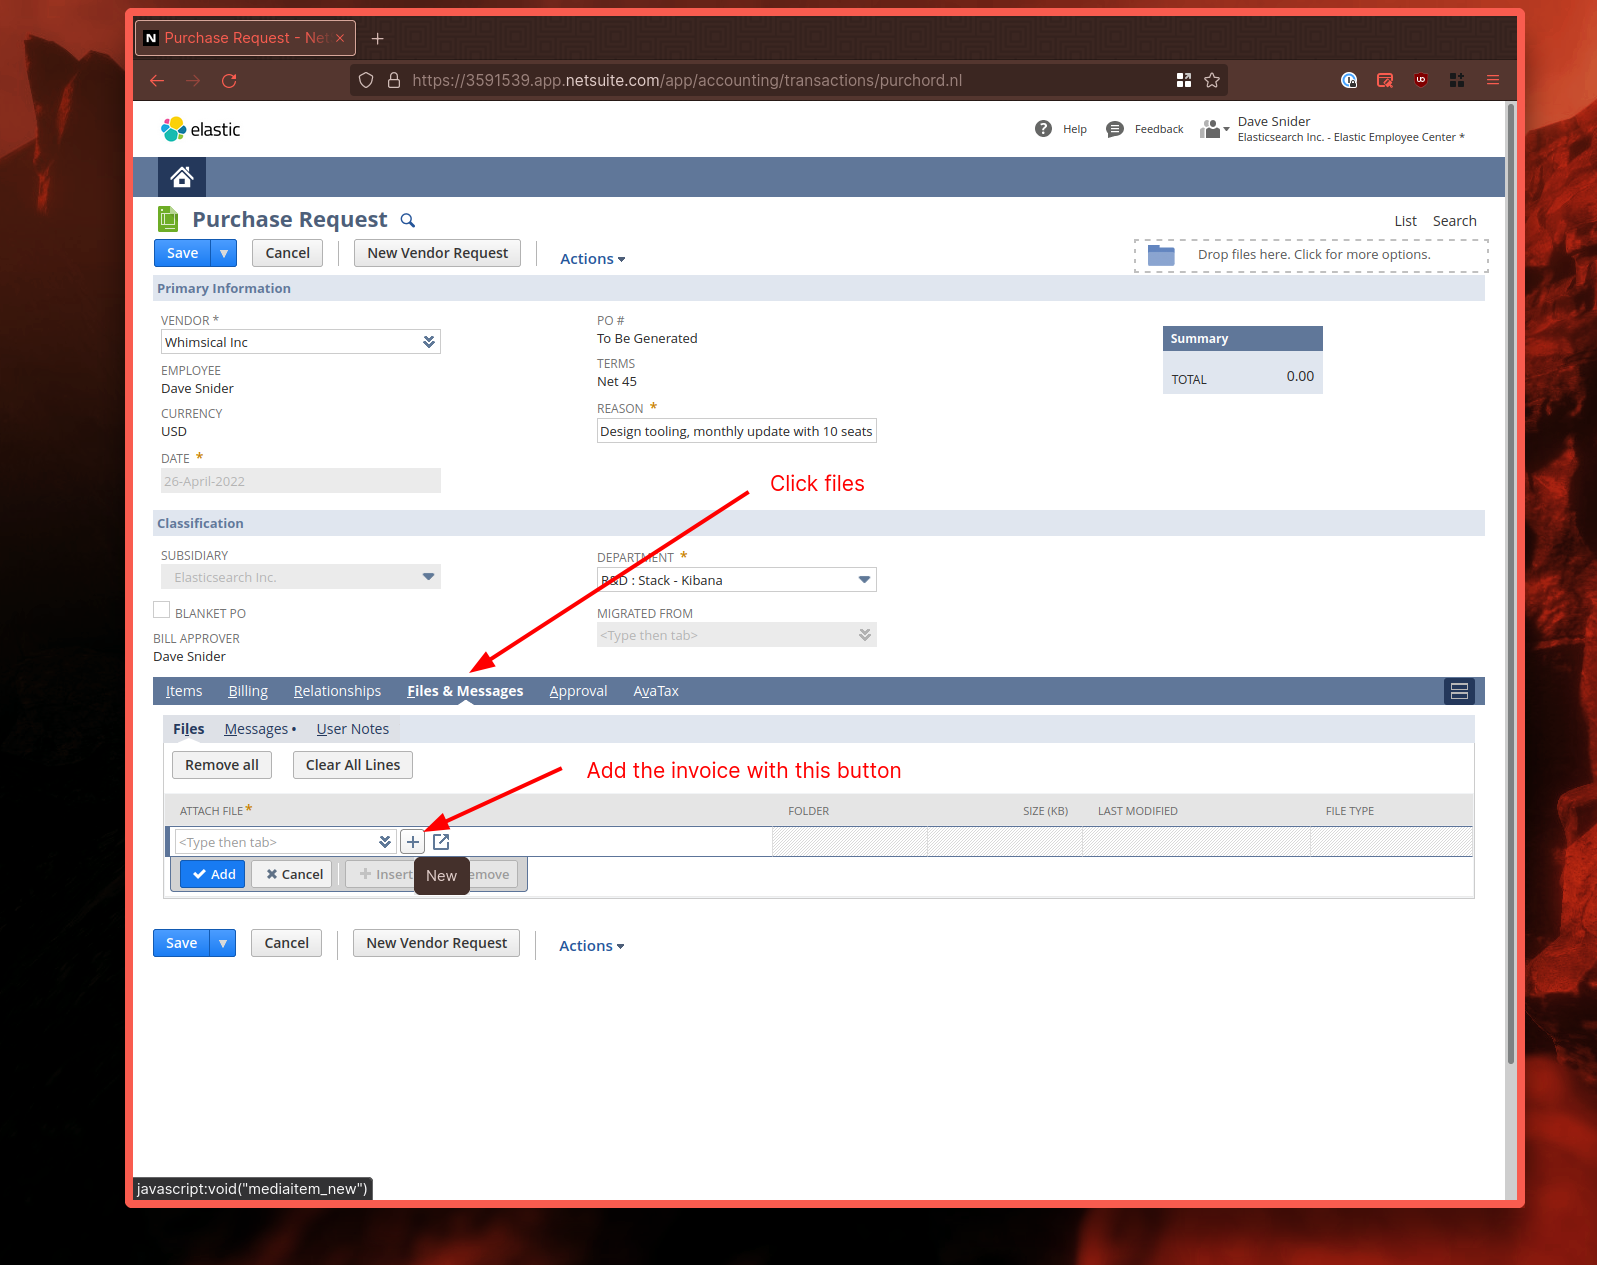 N Purchase Request - Net
https://3591539.app.netsuite.com/app/accounting/transactions/purchord.nl
elastic
Help
Feedback
Dave Snider
Elasticsearch Inc. - Elastic Employee Center *
Purchase Request
List
Search
Save
Cancel
New Vendor Request
Actions
Drop files here. Click for more options.
Primary Information
VENDOR *
Whimsical Inc
EMPLOYEE
Dave Snider
CURRENCY
USD
DATE *
26-April-2022
PO #
To Be Generated
TERMS
Net 45
REASON *
Design tooling, monthly update with 10 seats
Summary
TOTAL 0.00
Click files
Classification
SUBSIDIARY
Elasticsearch Inc.
BLANKET PO
BILL APPROVER
Dave Snider
DEPARTMENT *
R&D : Stack - Kibana
MIGRATED FROM
<Type then tab>
Items Billing Relationships Files & Messages Approval AvaTax
Files Messages • User Notes
Remove all
Clear All Lines
Add the invoice with this button
ATTACH FILE * FOLDER SIZE (KB) LAST MODIFIED FILE TYPE
<Type then tab>
Add
Cancel
Insert
New
emove
Save
Cancel
New Vendor Request
Actions
javascript:void("mediaitem_new")